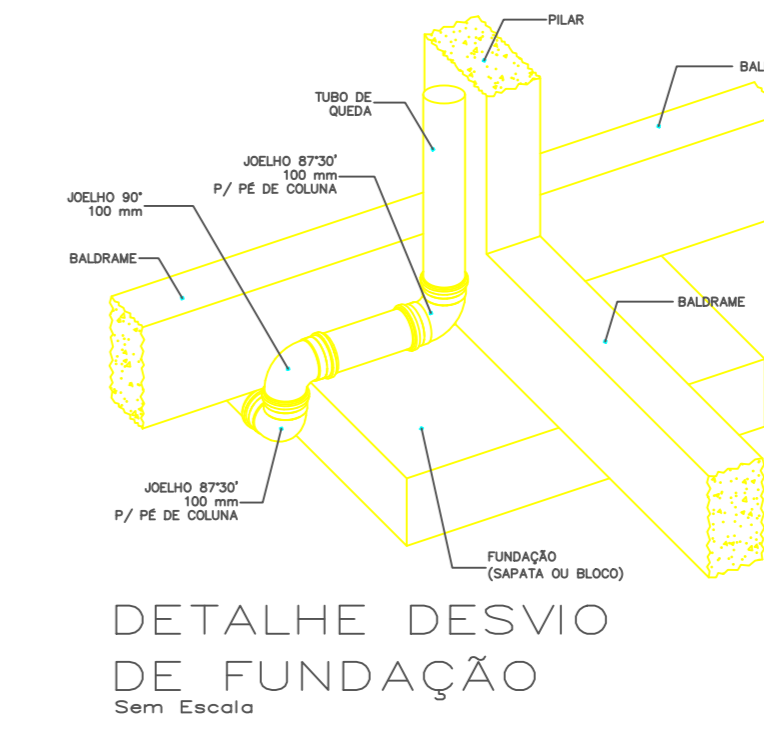 PILAR
BAL
TUBO DE
QUEDA
JOELHO 87°30'
100 mm
P/ PÉ DE COLUNA
JOELHO 90°
100 mm
BALDRAME
BALDRAME
JOELHO 87°30'
100 mm
P/ PÉ DE COLUNA
FUNDAÇÃO
(SAPATA OU BLOCO)
DETALHE DESVIO
DE FUNDAÇÃO
Sem Escala